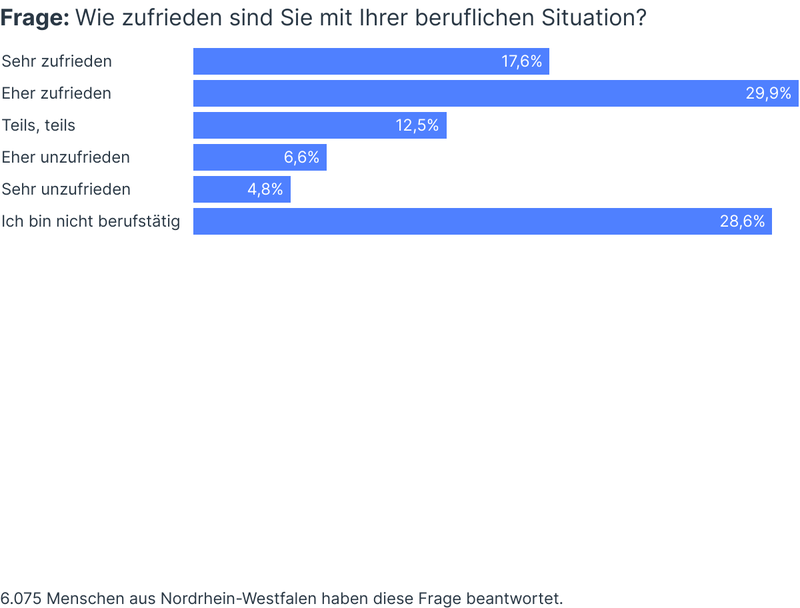 Frage: Wie zufrieden sind Sie mit Ihrer beruflichen Situation?
Sehr zufrieden 17,6%
Eher zufrieden 29,9%
Teils, teils 12,5%
Eher unzufrieden 6,6%
Sehr unzufrieden 4,8%
Ich bin nicht berufstätig 28,6%
6.075 Menschen aus Nordrhein-Westfalen haben diese Frage beantwortet.